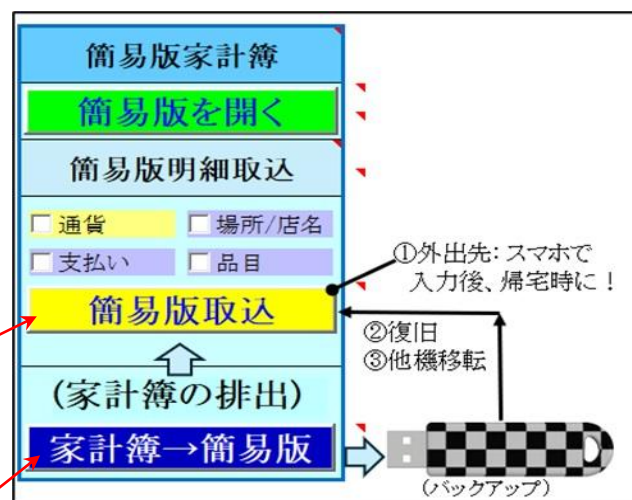 簡易版家計簿
簡易版を開く
簡易版明細取込
通貨
場所/店名
支払い
品目
簡易版取込
①外出先:スマホで
入力後、帰宅時に!
②復旧
③他機移転
(家計簿の排出)
家計簿→簡易版
(バックアップ)